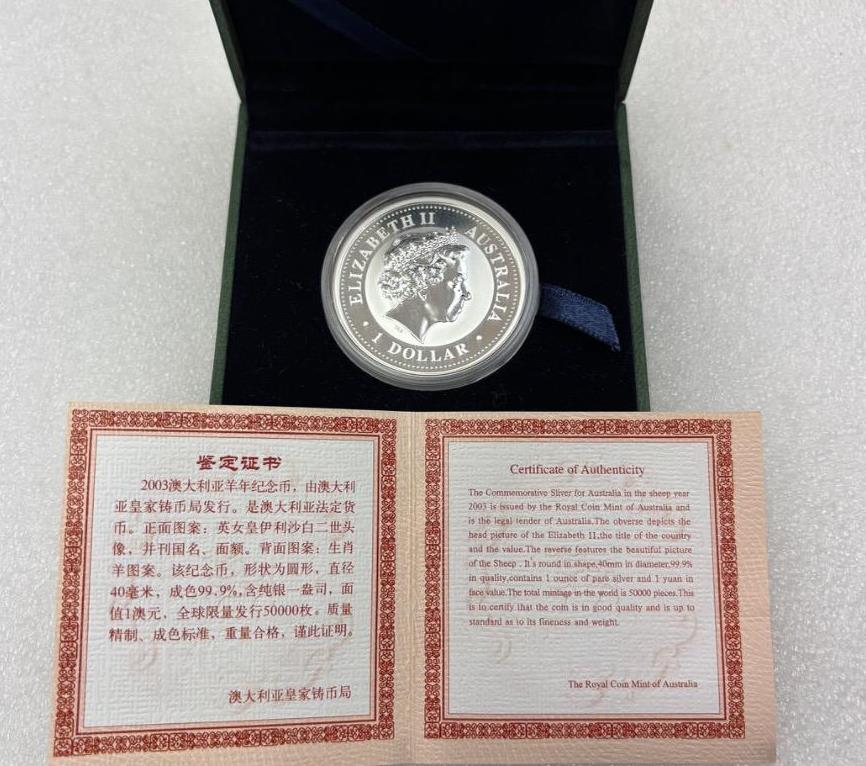 ELIZABETH II AUSTRALIA
1 DOLLAR
鉴定证书
2003澳大利亚羊年纪念币，由澳大利
亚皇家铸币局发行。是澳大利亚法定货
币。正面图案：英女皇伊利沙白二世头
像，并刊国名、面额。背面图案：生肖
羊图案。该纪念币，形状为圆形，直径
40毫米，成色99.9%,含纯银一盎司，面
值1澳元，全球限量发行50000枚。质量
精制、成色标准，重量合格，谨此证明。
澳大利亚皇家铸币局
Certificate of Authenticity
The Commemorative Sliver for Australia in the sheep year
2003 is issued by the Royal Coin Mint of Australia and
is the legal tender of Australia.The obverse depicts the
head picture of the Elizabeth II;the title of the country
and the value.The reverse features the beautiful picture
of the Sheep . It's round in shape,40mm in diameter,99.9%
in quality,contains 1 ounce of pare silver and 1 yuan in
face value.The total mintage in the world is 50000 pieces.This
is to certify that the coin is in good quality and is up to
standard as to its fineness and weight.
The Royal Coin Mint of Australia